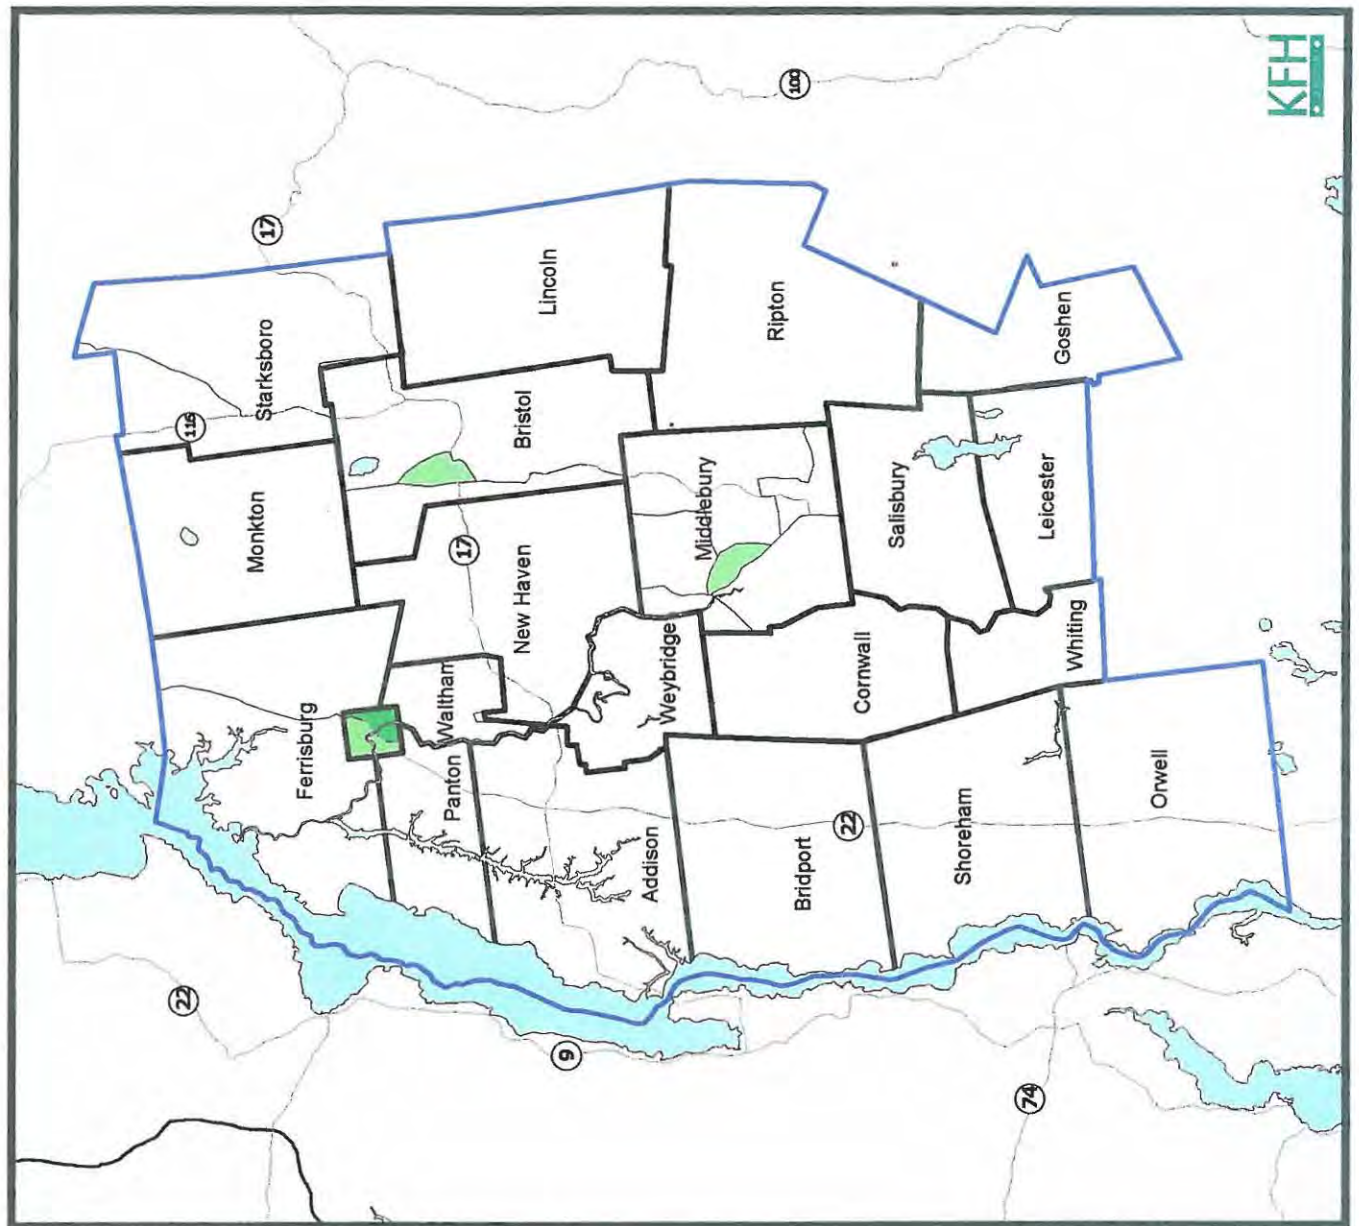 KFH
100
17
Starksboro
Lincoln
Ripton
Goshen
116
Monkton
Bristol
17
New Haven
Middlebury
Salisbury
Leicester
Ferrisburg
Waltham
Weybridge
Cornwall
Whiting
Panton
Addison
Bridport
22
Shoreham
Orwell
22
9
74